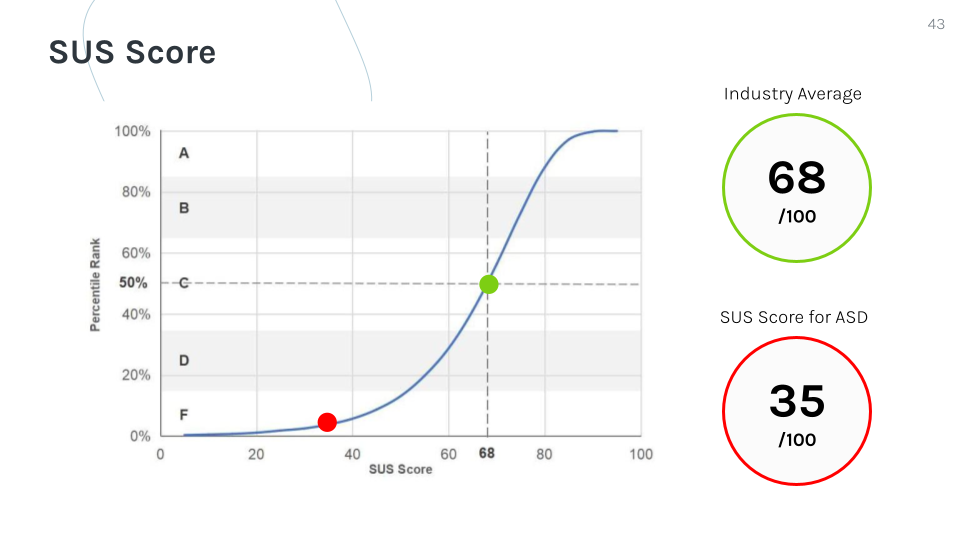 43
SUS Score
Industry Average
68
/100
SUS Score for ASD
35
/100
Percentile Rank
100%
80%
60%
50%
40%
20%
0%
A
B
C
D
F
0 20 40 60 68 80 100
SUS Score